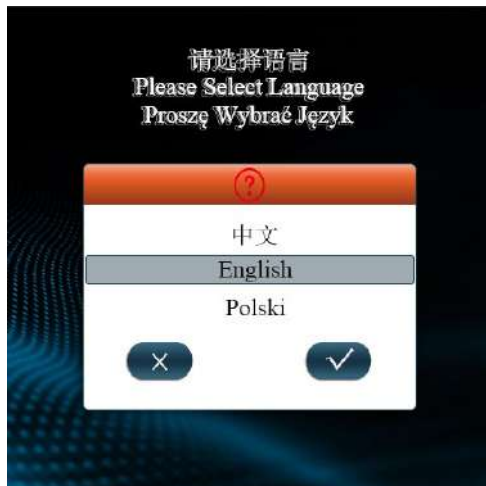 请选择语言
Please Select Language
Proszę Wybrać Język
?
中文
English
Polski